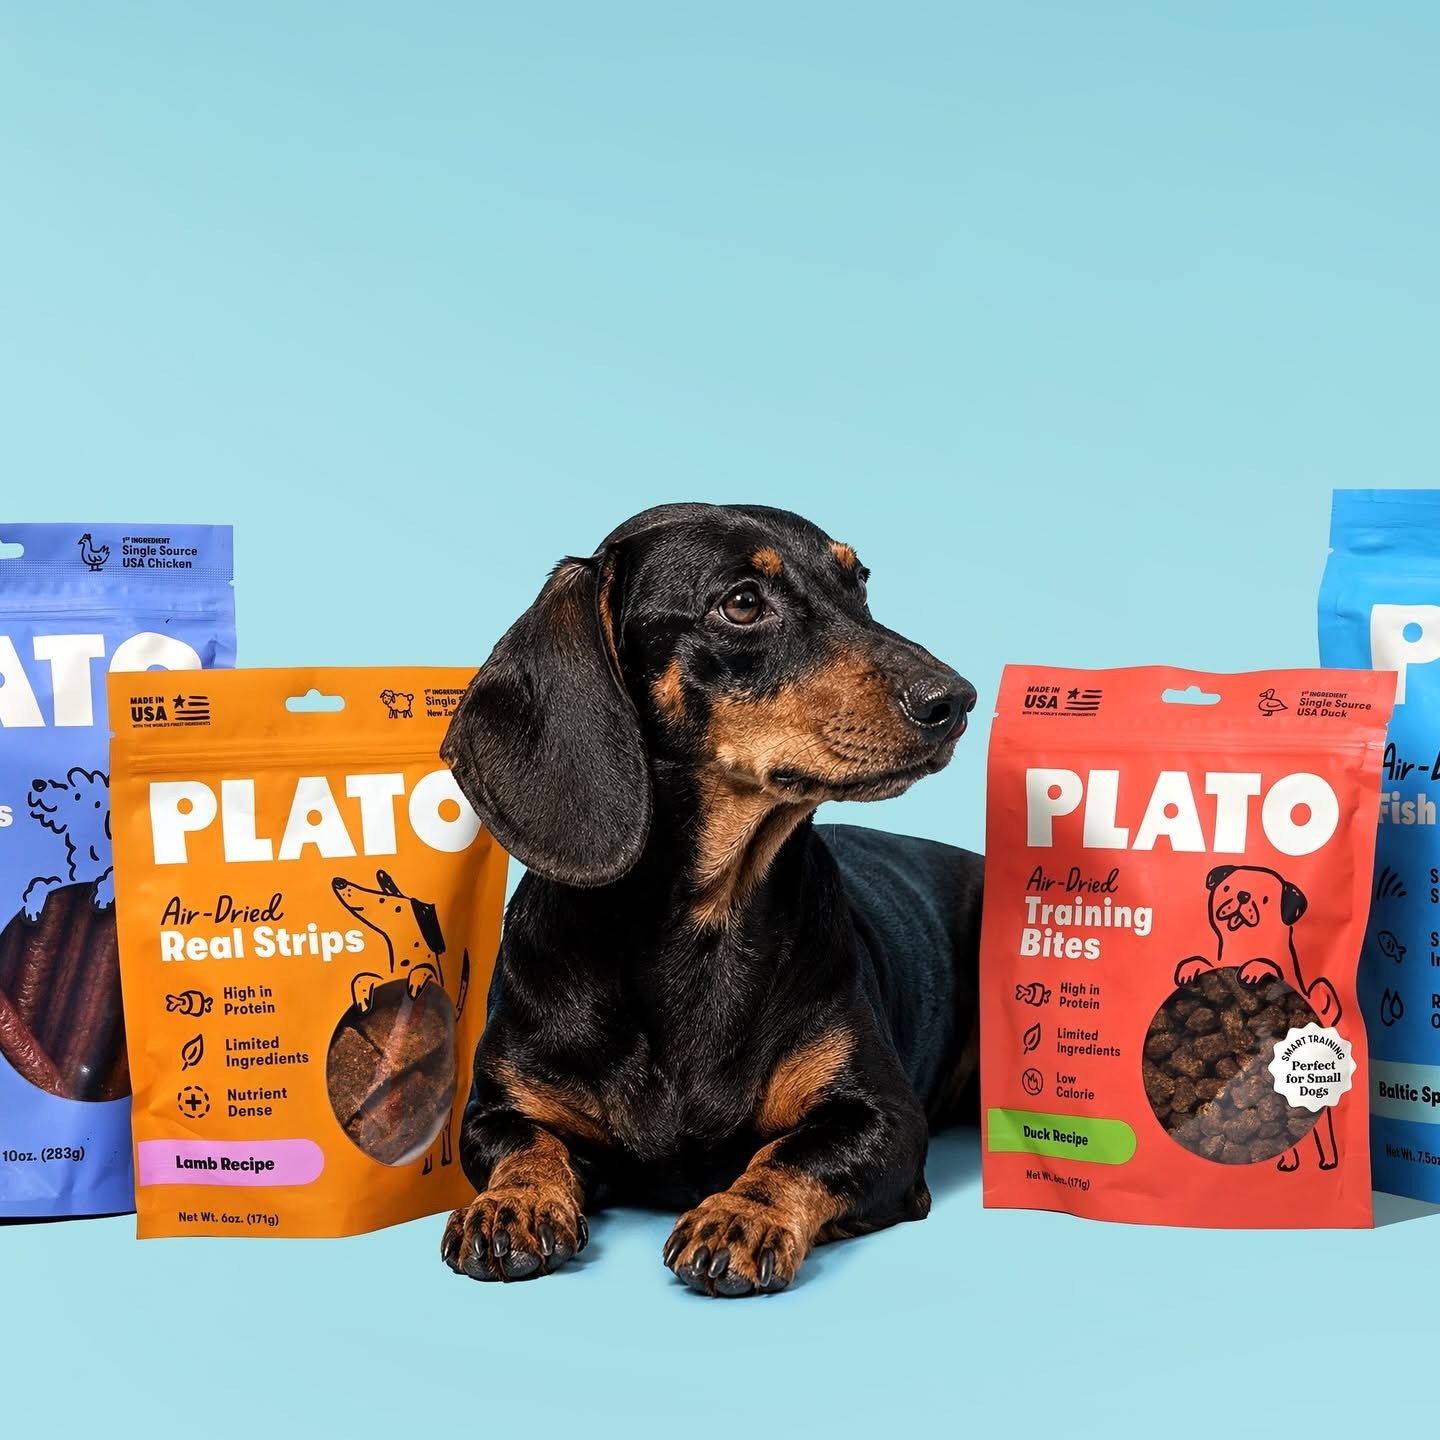 1ST INGREDIENT
Single Source
USA Chicken
ATO
s
10oz. (283g)
MADE IN
USA
WITH THE WORLD'S FINEST INGREDIENTS
1ST INGREDIENT
Single
New
PLATO
Air-Dried
Real Strips
High in
Protein
Limited
Ingredients
Nutrient
Dense
Lamb Recipe
Net Wt. 6oz. (171g)
MADE IN
USA
WITH THE WORLD'S FINEST INGREDIENTS
1ST INGREDIENT
Single Source
USA Duck
PLATO
Air-Dried
Training
Bites
High in
Protein
Limited
Ingredients
Low
Calorie
SMART TRAINING
Perfect
for Small
Dogs
Duck Recipe
Net Wt. 6oz. (171g)
P
Air-D
Fish
S
S
S
In
R
O
Baltic Sp
Net Wt. 7.5oz